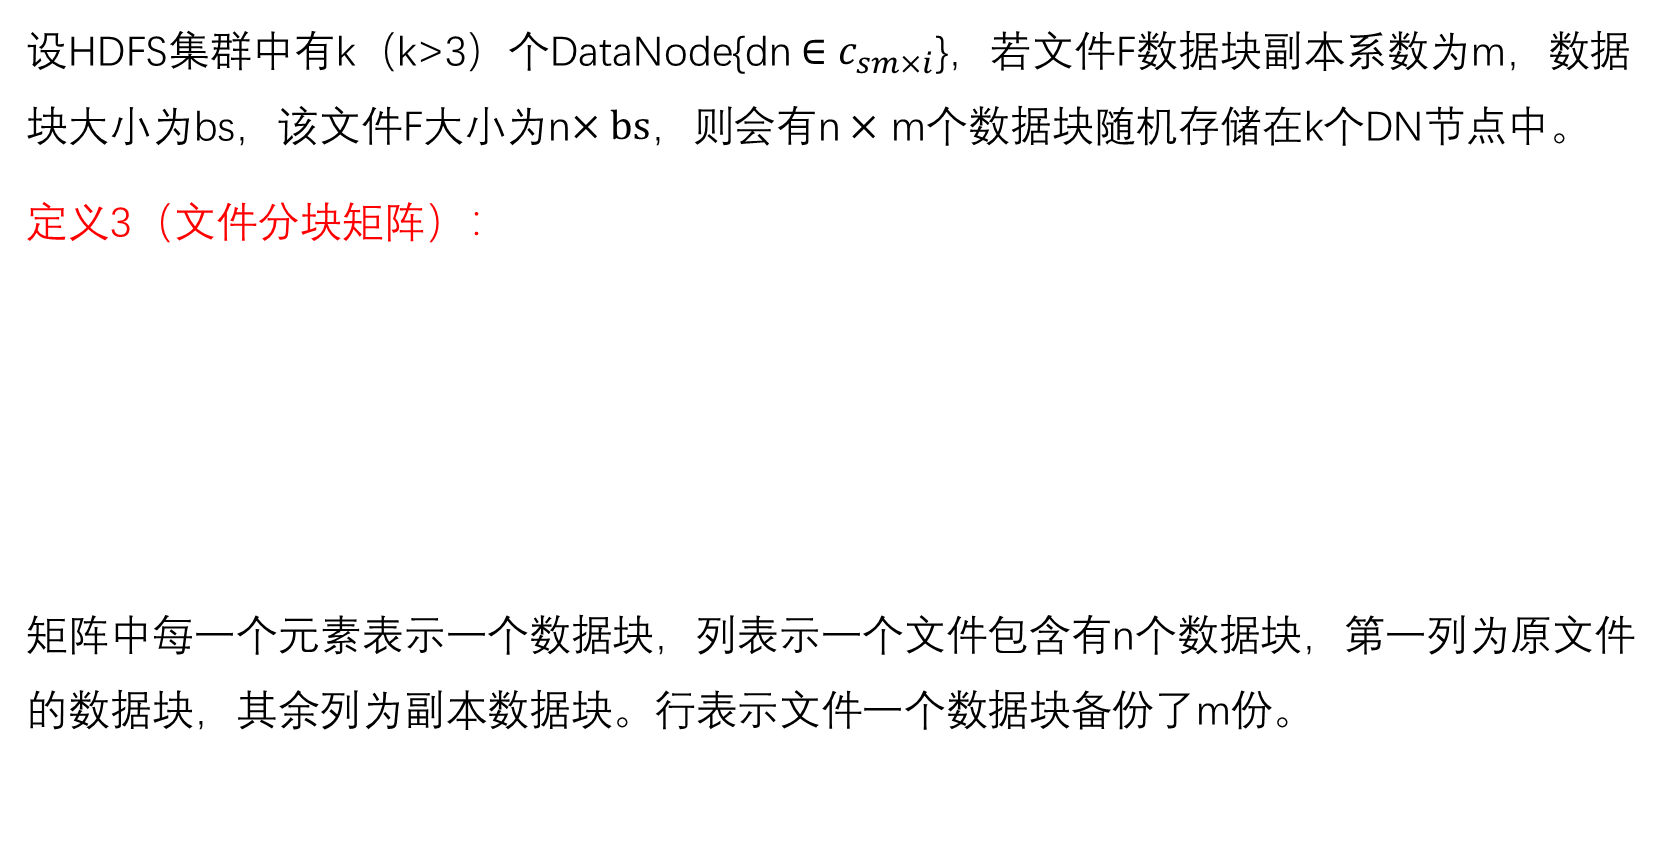 设HDFS集群中有k（k>3）个DataNode{dn ∈ c_{sm×i}}，若文件F数据块副本系数为m，数据
块大小为bs，该文件F大小为n× bs，则会有n × m个数据块随机存储在k个DN节点中。
定义3（文件分块矩阵）:
矩阵中每一个元素表示一个数据块，列表示一个文件包含有n个数据块，第一列为原文件
的数据块，其余列为副本数据块。行表示文件一个数据块备份了m份。